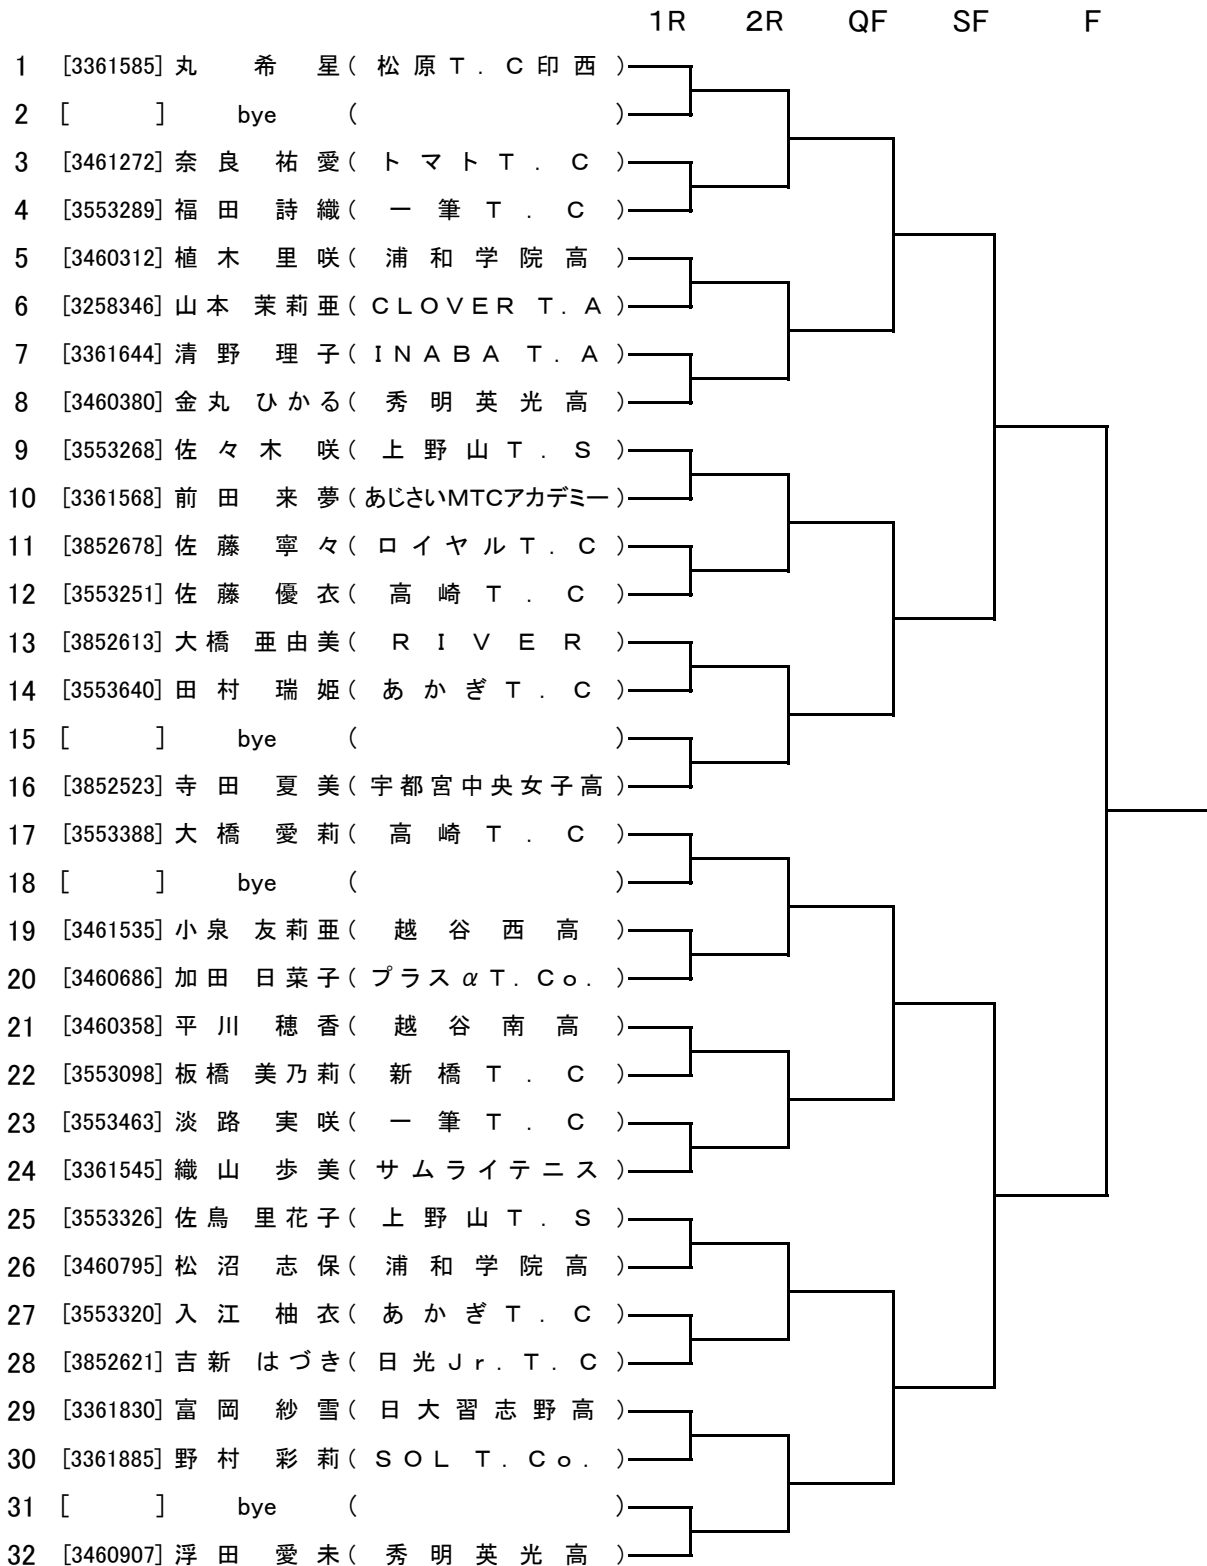 1R 2R QF SF F
1 [3361585] 丸 希 星 ( 松原T.C印西 )
2 [ ] bye ( )
3 [3461272] 奈良 祐愛 ( トマトT.C )
4 [3553289] 福田 詩織 ( 一筆T.C )
5 [3460312] 植木 里咲 ( 浦和学院高 )
6 [3258346] 山本 茉莉亜 ( CLOVER T.A )
7 [3361644] 清野 理子 ( INABA T.A )
8 [3460380] 金丸 ひかる ( 秀明英光高 )
9 [3553268] 佐々木 咲 ( 上野山T.S )
10 [3361568] 前田 来夢 ( あじさいMTCアカデミー )
11 [3852678] 佐藤 寧々 ( ロイヤルT.C )
12 [3553251] 佐藤 優衣 ( 高崎T.C )
13 [3852613] 大橋 亜由美 ( RIVER )
14 [3553640] 田村 瑞姫 ( あかぎT.C )
15 [ ] bye ( )
16 [3852523] 寺田 夏美 ( 宇都宮中央女子高 )
17 [3553388] 大橋 愛莉 ( 高崎T.C )
18 [ ] bye ( )
19 [3461535] 小泉 友莉亜 ( 越谷西高 )
20 [3460686] 加田 日菜子 ( プラスαT.Co. )
21 [3460358] 平川 穂香 ( 越谷南高 )
22 [3553098] 板橋 美乃莉 ( 新橋T.C )
23 [3553463] 淡路 実咲 ( 一筆T.C )
24 [3361545] 織山 歩美 ( サムライテニス )
25 [3553326] 佐鳥 里花子 ( 上野山T.S )
26 [3460795] 松沼 志保 ( 浦和学院高 )
27 [3553320] 入江 柚衣 ( あかぎT.C )
28 [3852621] 吉新 はづき ( 日光Jr.T.C )
29 [3361830] 富岡 紗雪 ( 日大習志野高 )
30 [3361885] 野村 彩莉 ( SOL T.Co. )
31 [ ] bye ( )
32 [3460907] 浮田 愛未 ( 秀明英光高 )